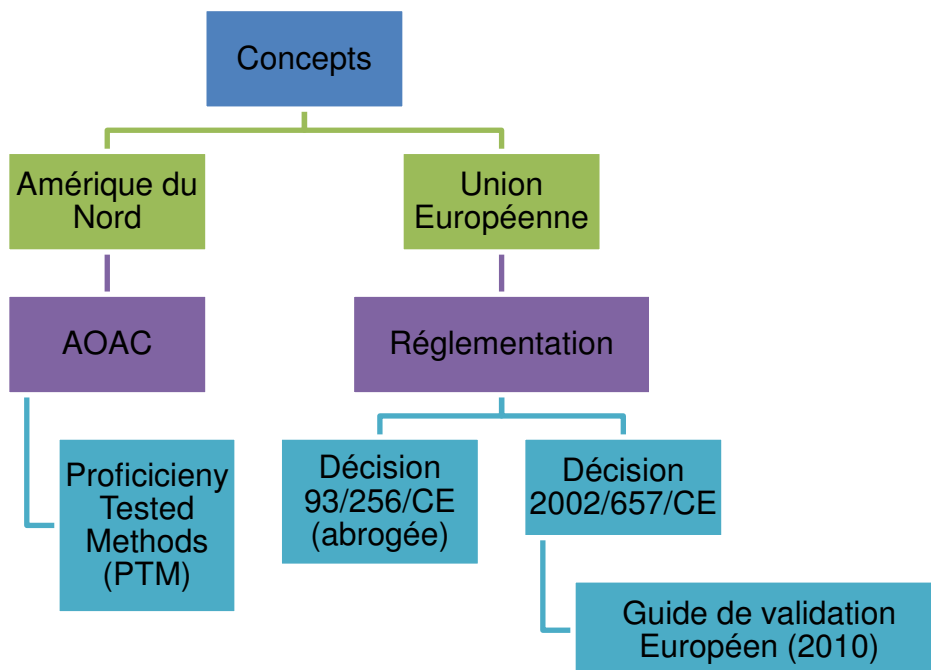 Concepts
Amérique du
Nord
Union
Européenne
AOAC
Réglementation
Proficicieny
Tested
Methods
(PTM)
Décision
93/256/CE
(abrogée)
Décision
2002/657/CE
Guide de validation
Européen (2010)